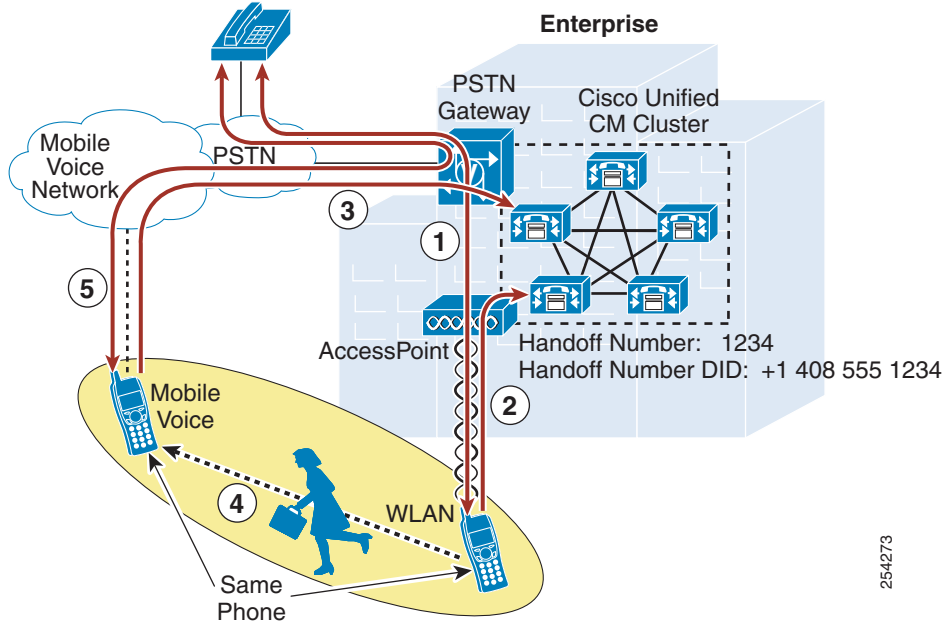 Enterprise
PSTN
Gateway
Cisco Unified
CM Cluster
Mobile
Voice
Network
PSTN
3
1
5
AccessPoint
Handoff Number: 1234
Handoff Number DID: +1 408 555 1234
2
Mobile
Voice
4
WLAN
Same
Phone
254273